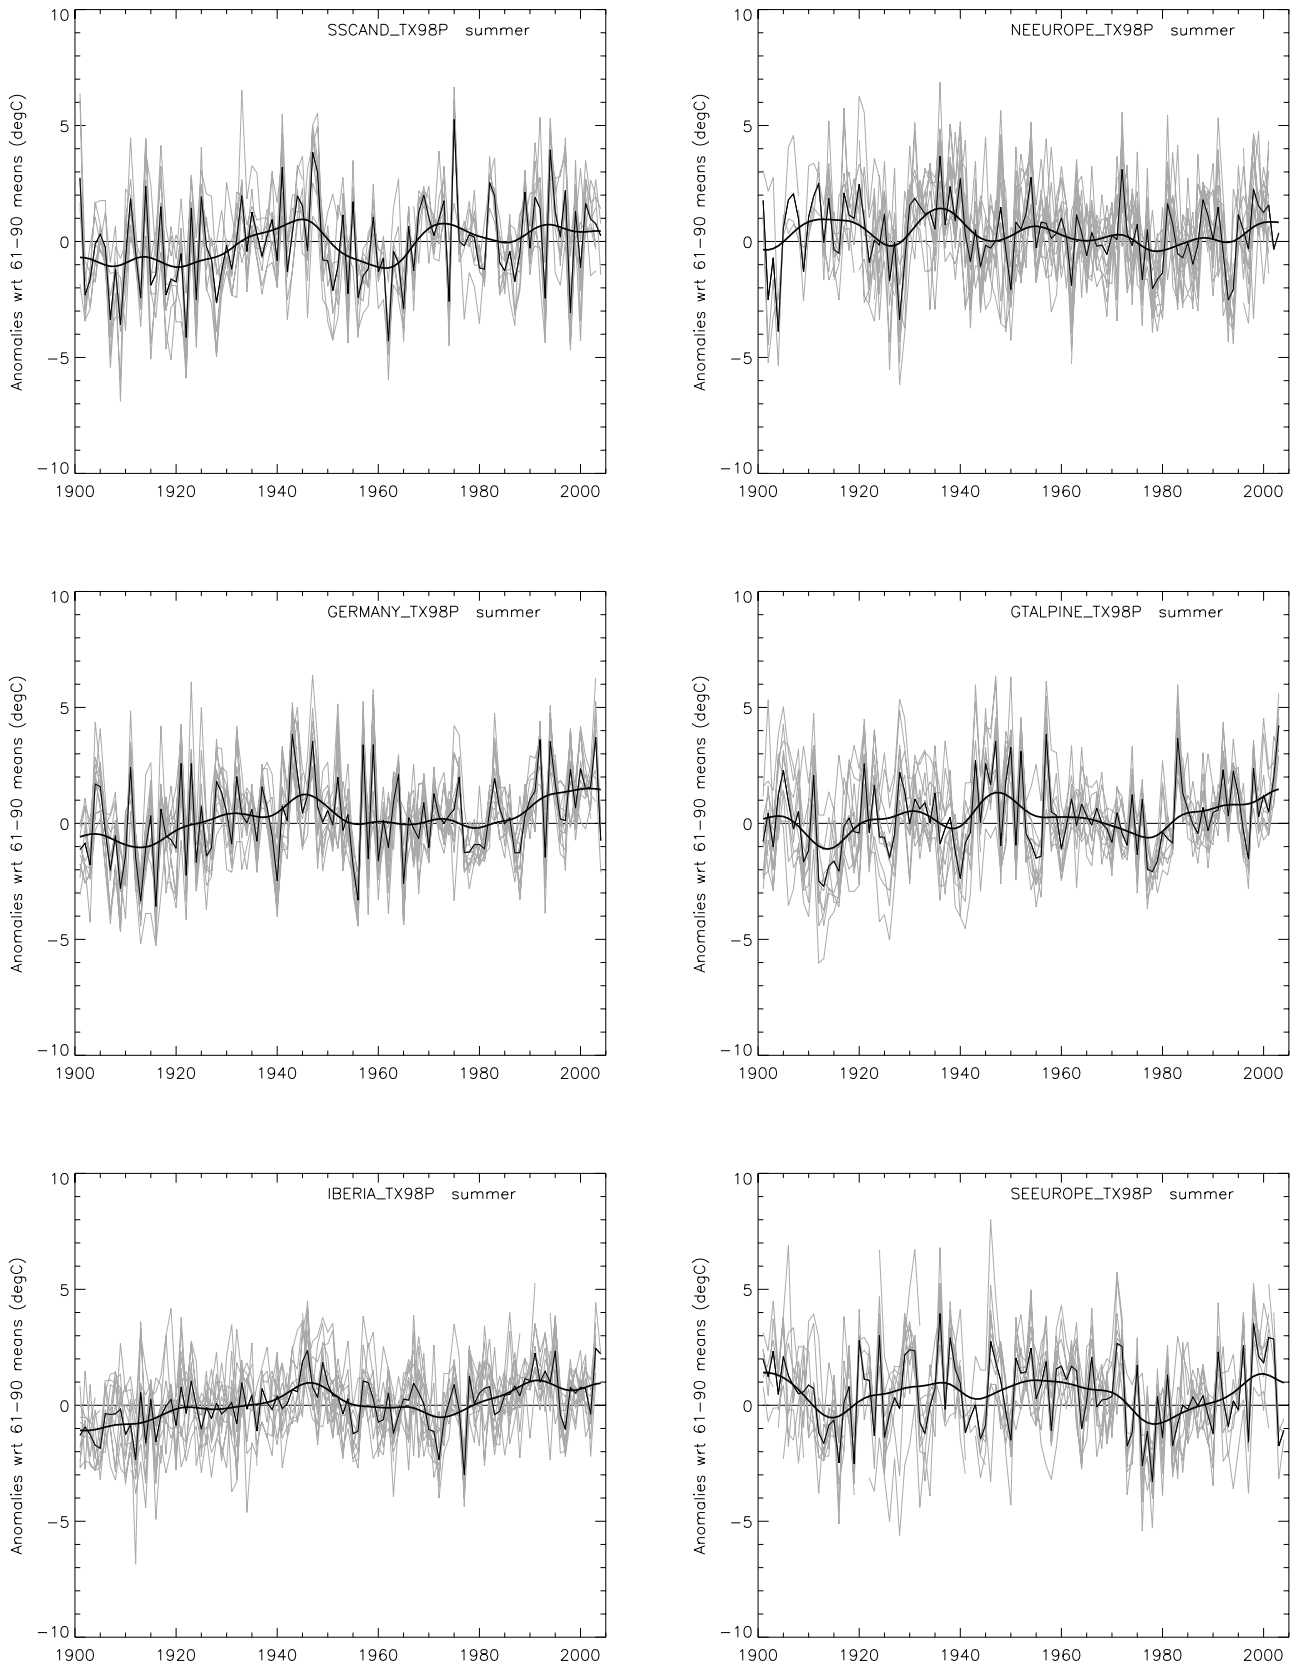 SSCAND_TX98P summer
Anomalies wrt 61-90 means (degC)
10
5
0
-5
-10
1900 1920 1940 1960 1980 2000
NEEUROPE_TX98P summer
Anomalies wrt 61-90 means (degC)
10
5
0
-5
-10
1900 1920 1940 1960 1980 2000
GERMANY_TX98P summer
Anomalies wrt 61-90 means (degC)
10
5
0
-5
-10
1900 1920 1940 1960 1980 2000
GTALPINE_TX98P summer
Anomalies wrt 61-90 means (degC)
10
5
0
-5
-10
1900 1920 1940 1960 1980 2000
IBERIA_TX98P summer
Anomalies wrt 61-90 means (degC)
10
5
0
-5
-10
1900 1920 1940 1960 1980 2000
SEEUROPE_TX98P summer
Anomalies wrt 61-90 means (degC)
10
5
0
-5
-10
1900 1920 1940 1960 1980 2000